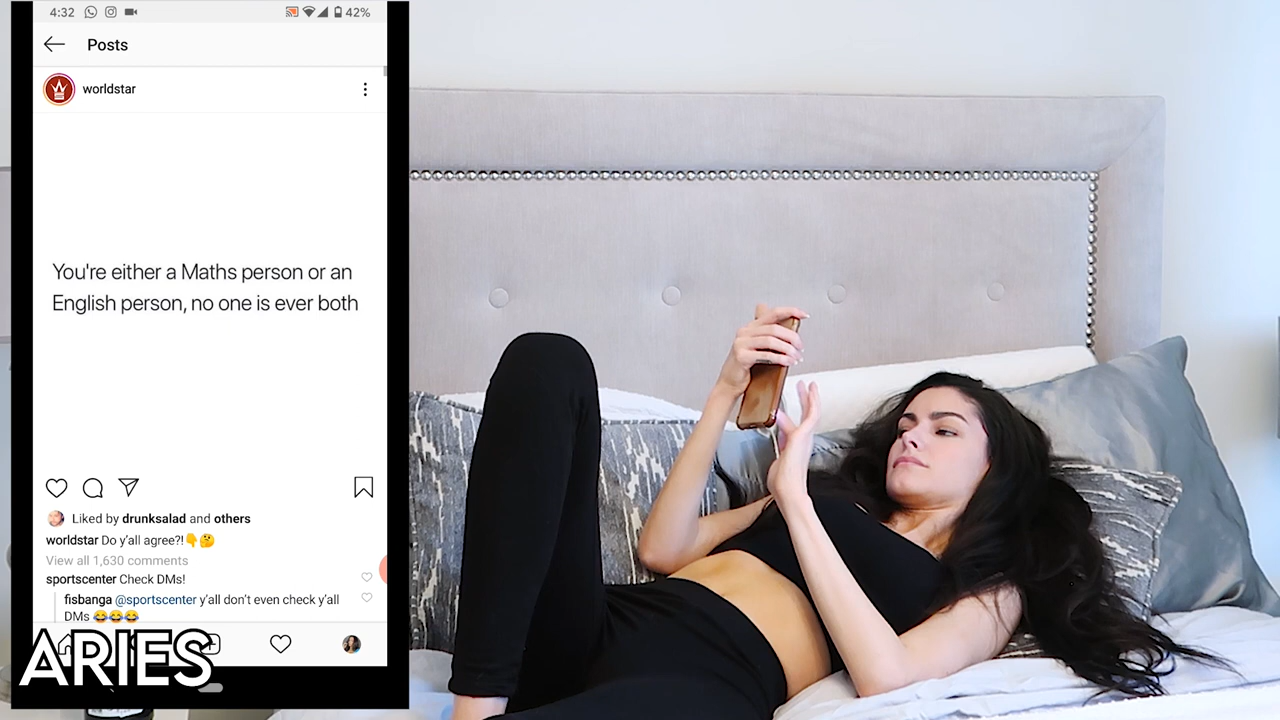 4:32
42%
Posts
worldstar
You're either a Maths person or an
English person, no one is ever both
Liked by drunksalad and others
worldstar Do y'all agree?!👇🤔
View all 1,630 comments
sportscenter Check DMs!
fisbanga @sportscenter y'all don't even check y'all
DMs 😂😂😂
ARIES